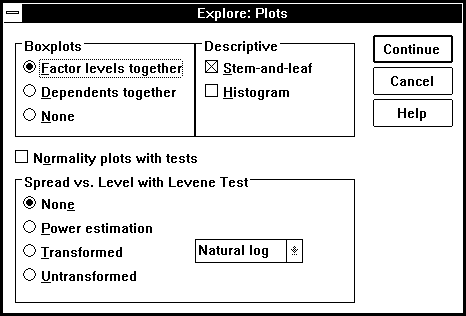 Explore: Plots
Boxplots
Factor levels together
Dependents together
None
Descriptive
Stem-and-leaf
Histogram
Continue
Cancel
Help
Normality plots with tests
Spread vs. Level with Levene Test
None
Power estimation
Transformed
Natural log
Untransformed